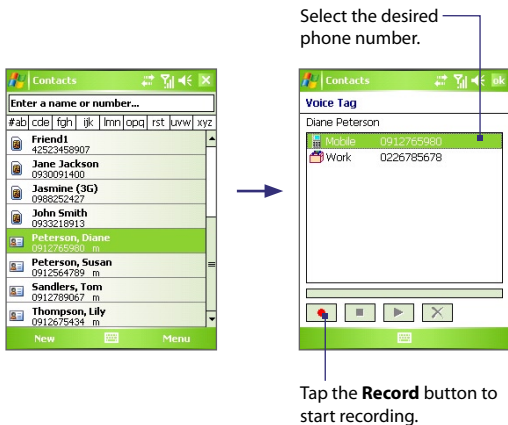 Select the desired
phone number.
Contacts
Enter a name or number...
#ab cde fgh ijk lmn opq rst uvw xyz
Friend1
42523458907
Jane Jackson
0930091400
Jasmine (3G)
0988252427
John Smith
0933218913
Peterson, Diane
0912765980 m
Peterson, Susan
0912564789 m
Sandlers, Tom
0912789067 m
Thompson, Lily
0912675434 m
New Menu
Contacts ok
Voice Tag
Diane Peterson
Mobile 0912765980
Work 0226785678
Tap the Record button to
start recording.